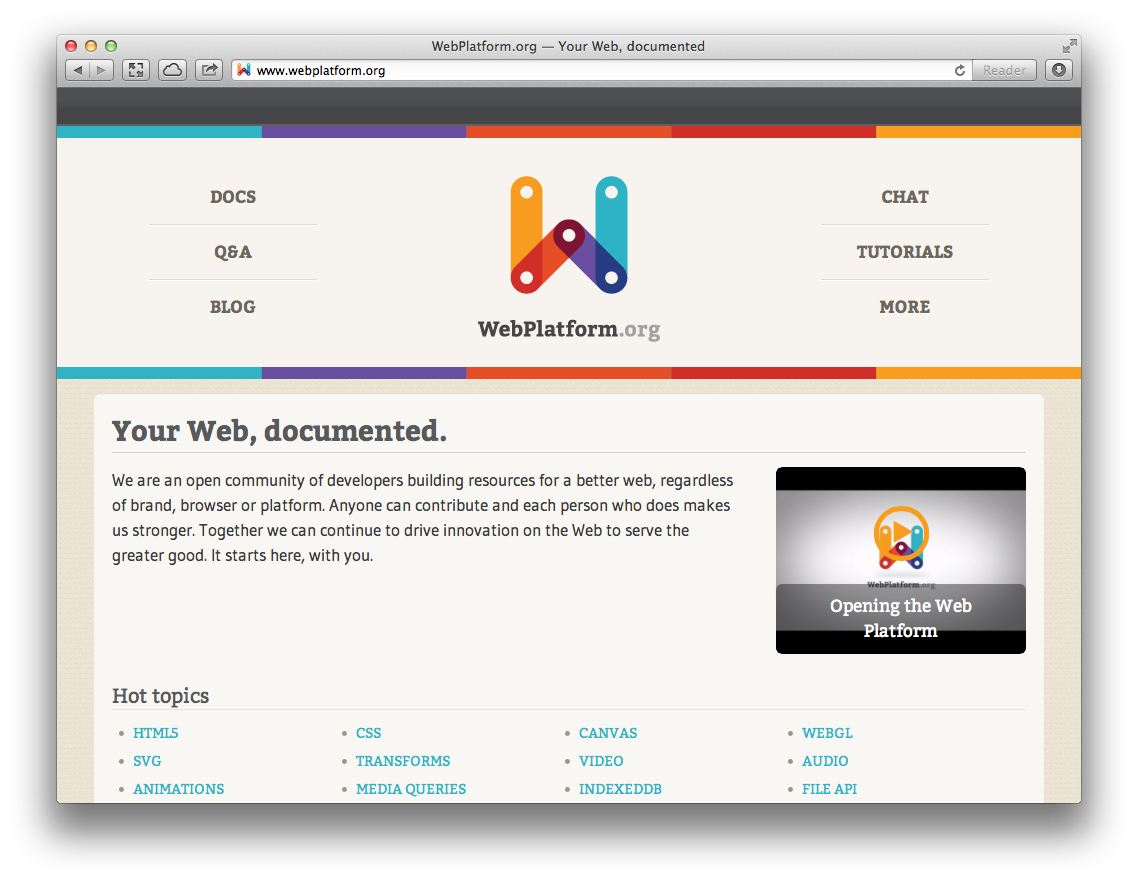 WebPlatform.org — Your Web, documented
www.webplatform.org
Reader
DOCS
Q&A
BLOG
WebPlatform.org
CHAT
TUTORIALS
MORE
Your Web, documented.
We are an open community of developers building resources for a better web, regardless
of brand, browser or platform. Anyone can contribute and each person who does makes
us stronger. Together we can continue to drive innovation on the Web to serve the
greater good. It starts here, with you.
WebPlatform.org
Opening the Web
Platform
Hot topics
HTML5
CSS
CANVAS
WEBGL
SVG
TRANSFORMS
VIDEO
AUDIO
ANIMATIONS
MEDIA QUERIES
INDEXEDDB
FILE API